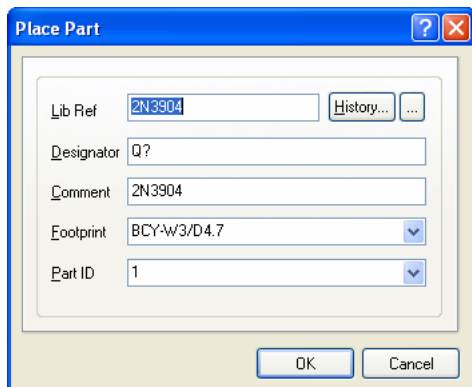 Place Part
Lib Ref 2N3904 History... ...
Designator Q?
Comment 2N3904
Footprint BCY-W3/D4.7
Part ID 1
OK Cancel